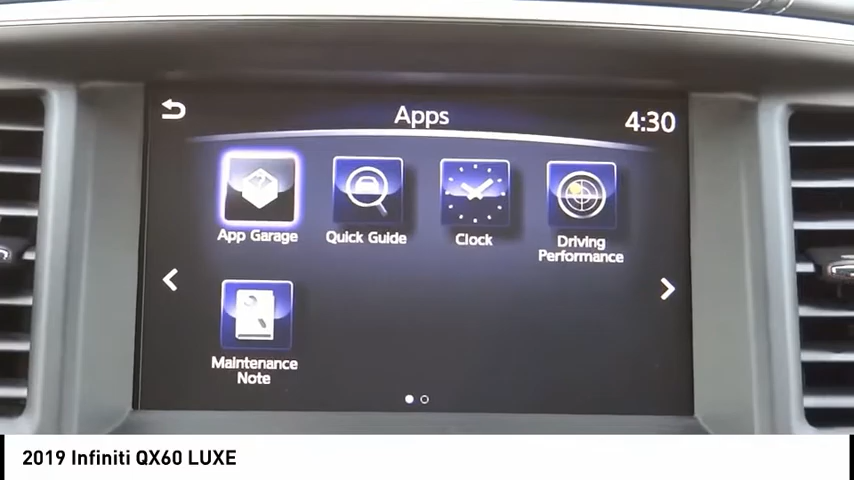 Apps
4:30
App Garage
Quick Guide
Clock
Driving
Performance
Maintenance
Note
2019 Infiniti QX60 LUXE